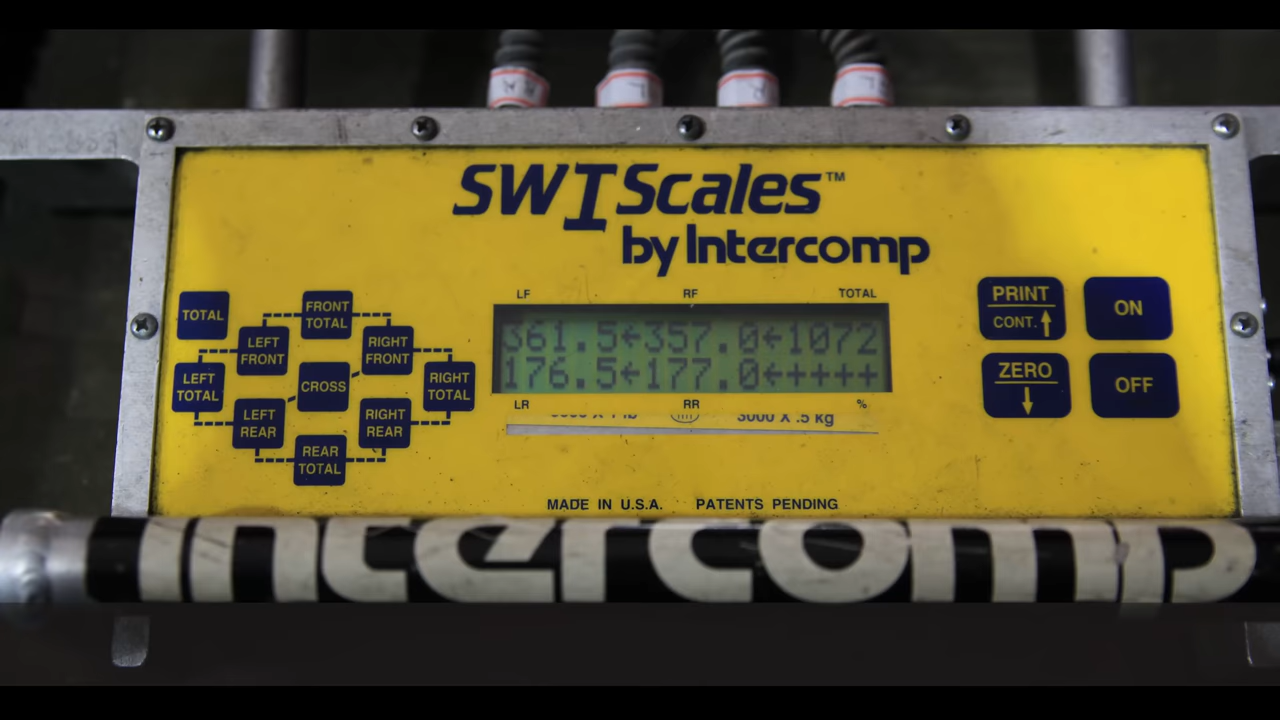 SWI Scales™
by Intercomp
LF RF TOTAL
361.5←357.0←1072
176.5←177.0←++++
LR RR %
3000 X .5 kg
TOTAL
FRONT
TOTAL
LEFT
FRONT
RIGHT
FRONT
LEFT
TOTAL
CROSS
RIGHT
TOTAL
LEFT
REAR
RIGHT
REAR
REAR
TOTAL
PRINT
CONT. ↑
ON
ZERO
↓
OFF
MADE IN U.S.A. PATENTS PENDING
intercomp